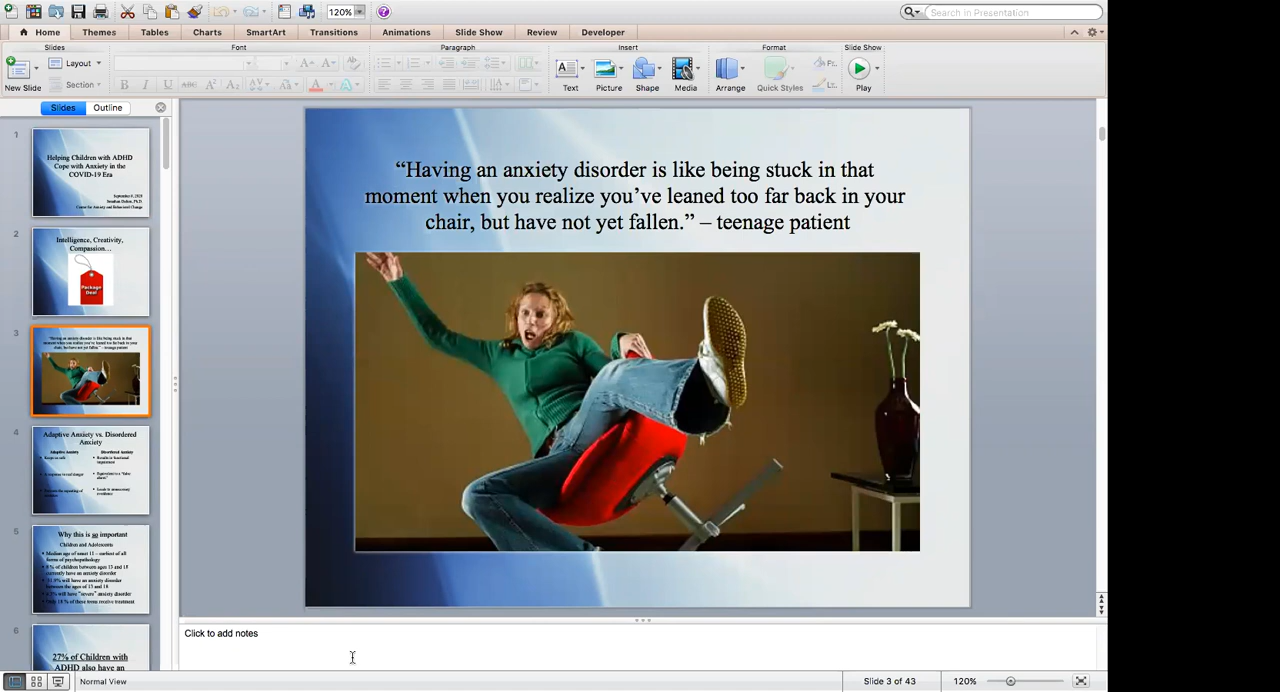 120%
Search in Presentation
Home
Themes
Tables
Charts
SmartArt
Transitions
Animations
Slide Show
Review
Developer
Slides
Font
Paragraph
Insert
Format
Slide Show
New Slide
Layout
Section
Text
Picture
Shape
Media
Arrange
Quick Styles
Play
Slides
Outline
1
Helping Children with ADHD
Cope with Anxiety in the
COVID-19 Era
2
Intelligence, Creativity,
Compassion…
Package
Deal
3
4
Adaptive Anxiety vs. Disordered
Anxiety
Adaptive Anxiety
Disordered Anxiety
5
Why this is so important
Children and Adolescents
6
27% of Children with
ADHD also have an
“Having an anxiety disorder is like being stuck in that
moment when you realize you’ve leaned too far back in your
chair, but have not yet fallen.” – teenage patient
Click to add notes
Normal View
Slide 3 of 43
120%